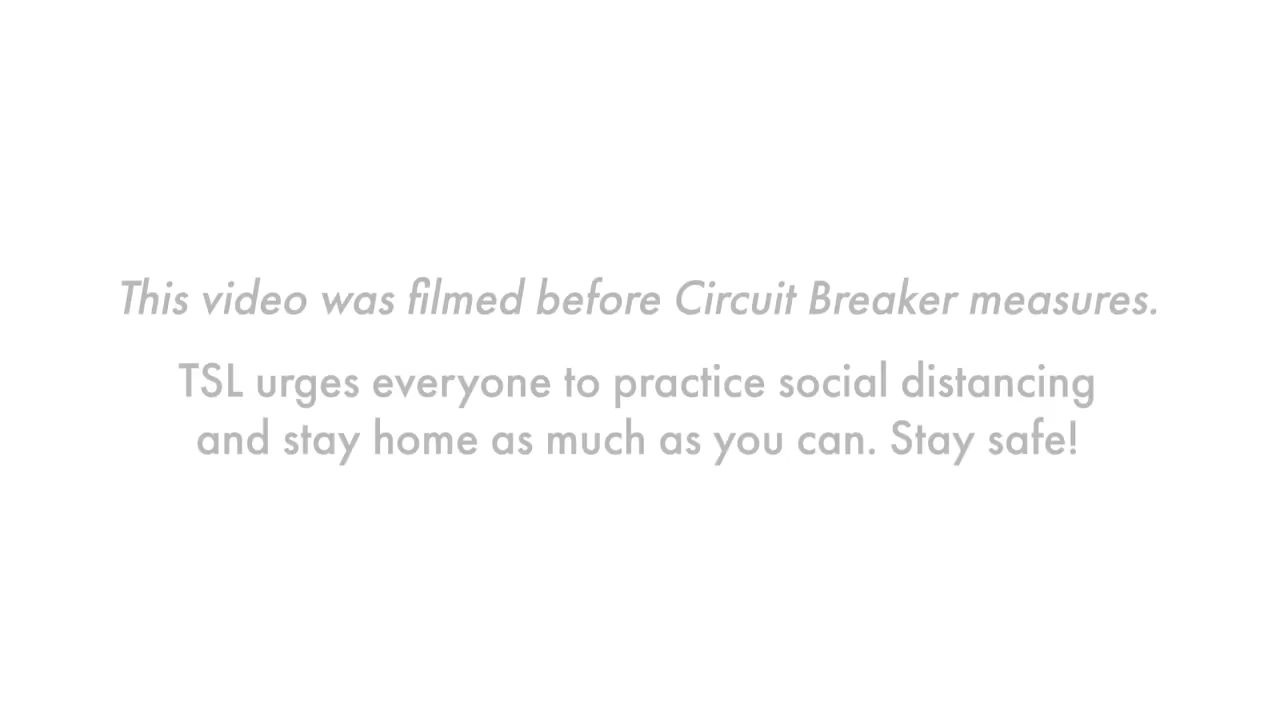 This video was filmed before Circuit Breaker measures.
TSL urges everyone to practice social distancing
and stay home as much as you can. Stay safe!